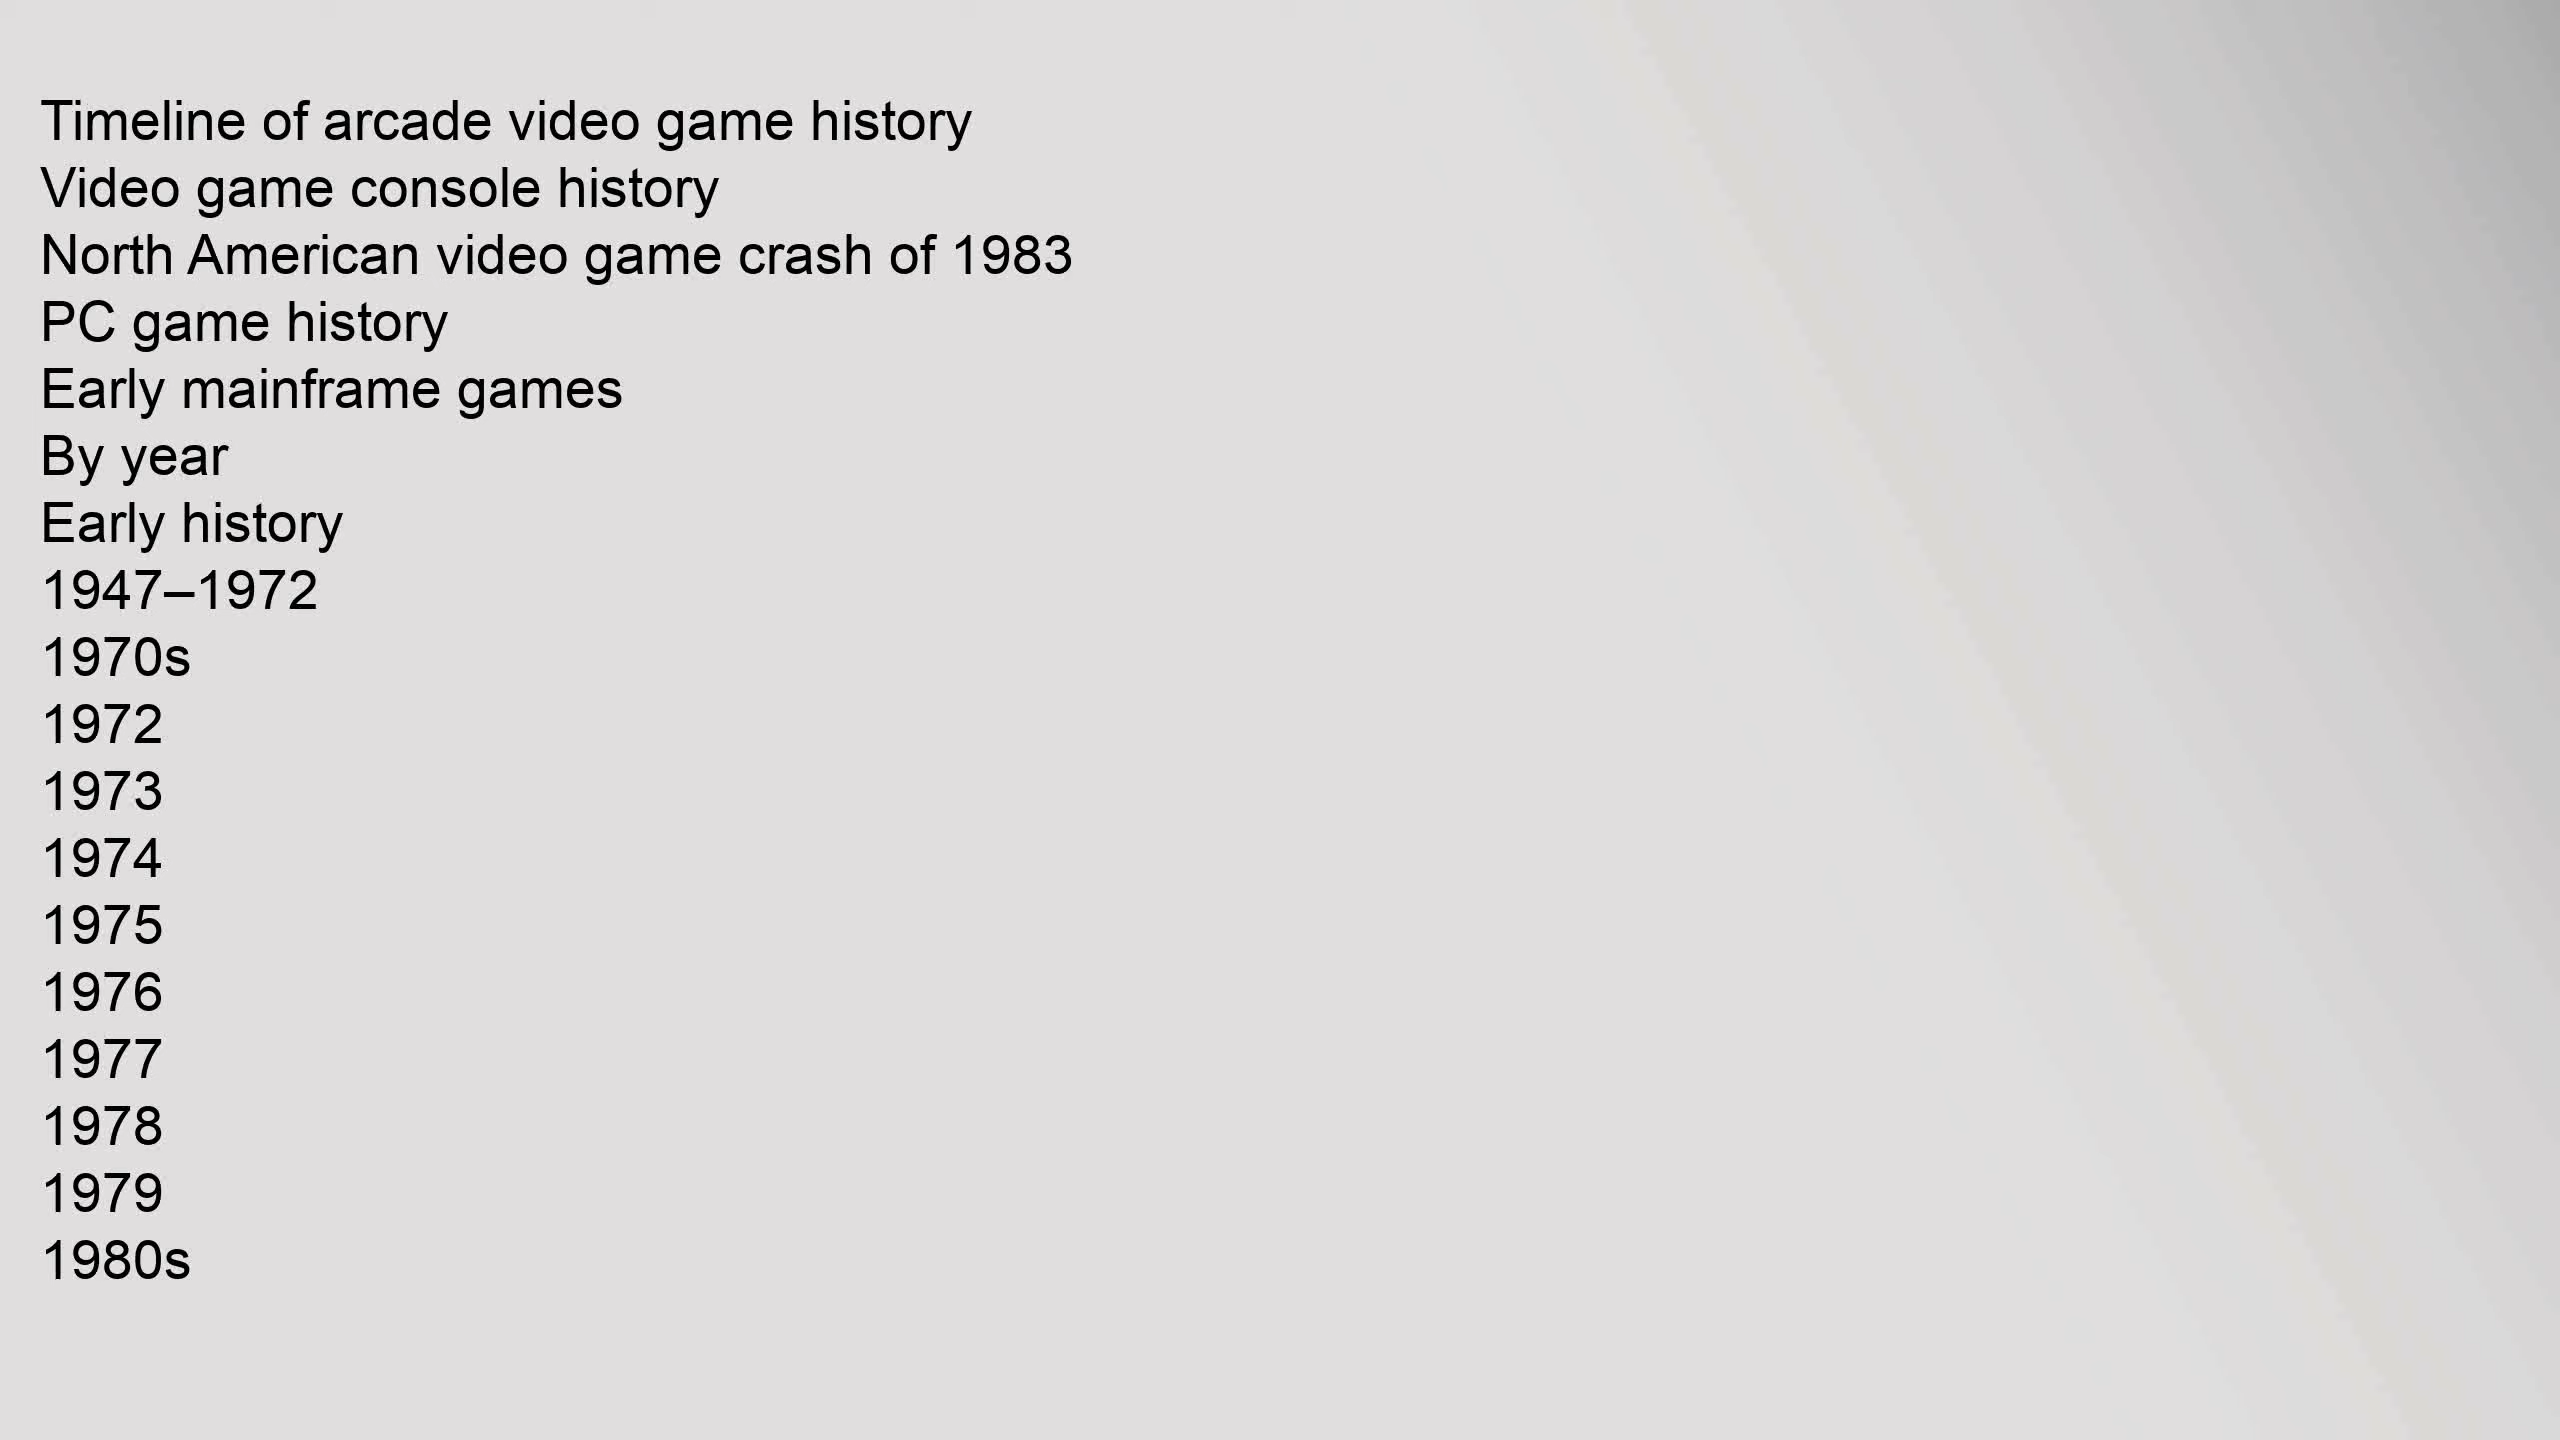 Timeline of arcade video game history
Video game console history
North American video game crash of 1983
PC game history
Early mainframe games
By year
Early history
1947–1972
1970s
1972
1973
1974
1975
1976
1977
1978
1979
1980s